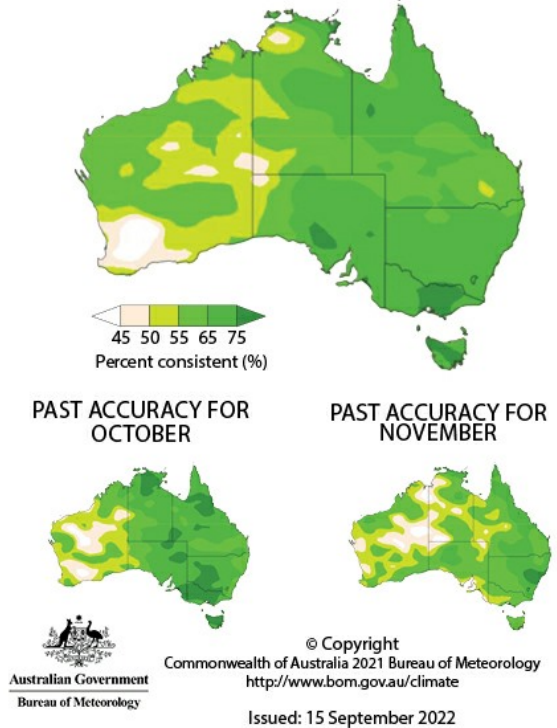 45 50 55 65 75
Percent consistent (%)
PAST ACCURACY FOR
OCTOBER
PAST ACCURACY FOR
NOVEMBER
Australian Government
Bureau of Meteorology
© Copyright
Commonwealth of Australia 2021 Bureau of Meteorology
http://www.bom.gov.au/climate
Issued: 15 September 2022